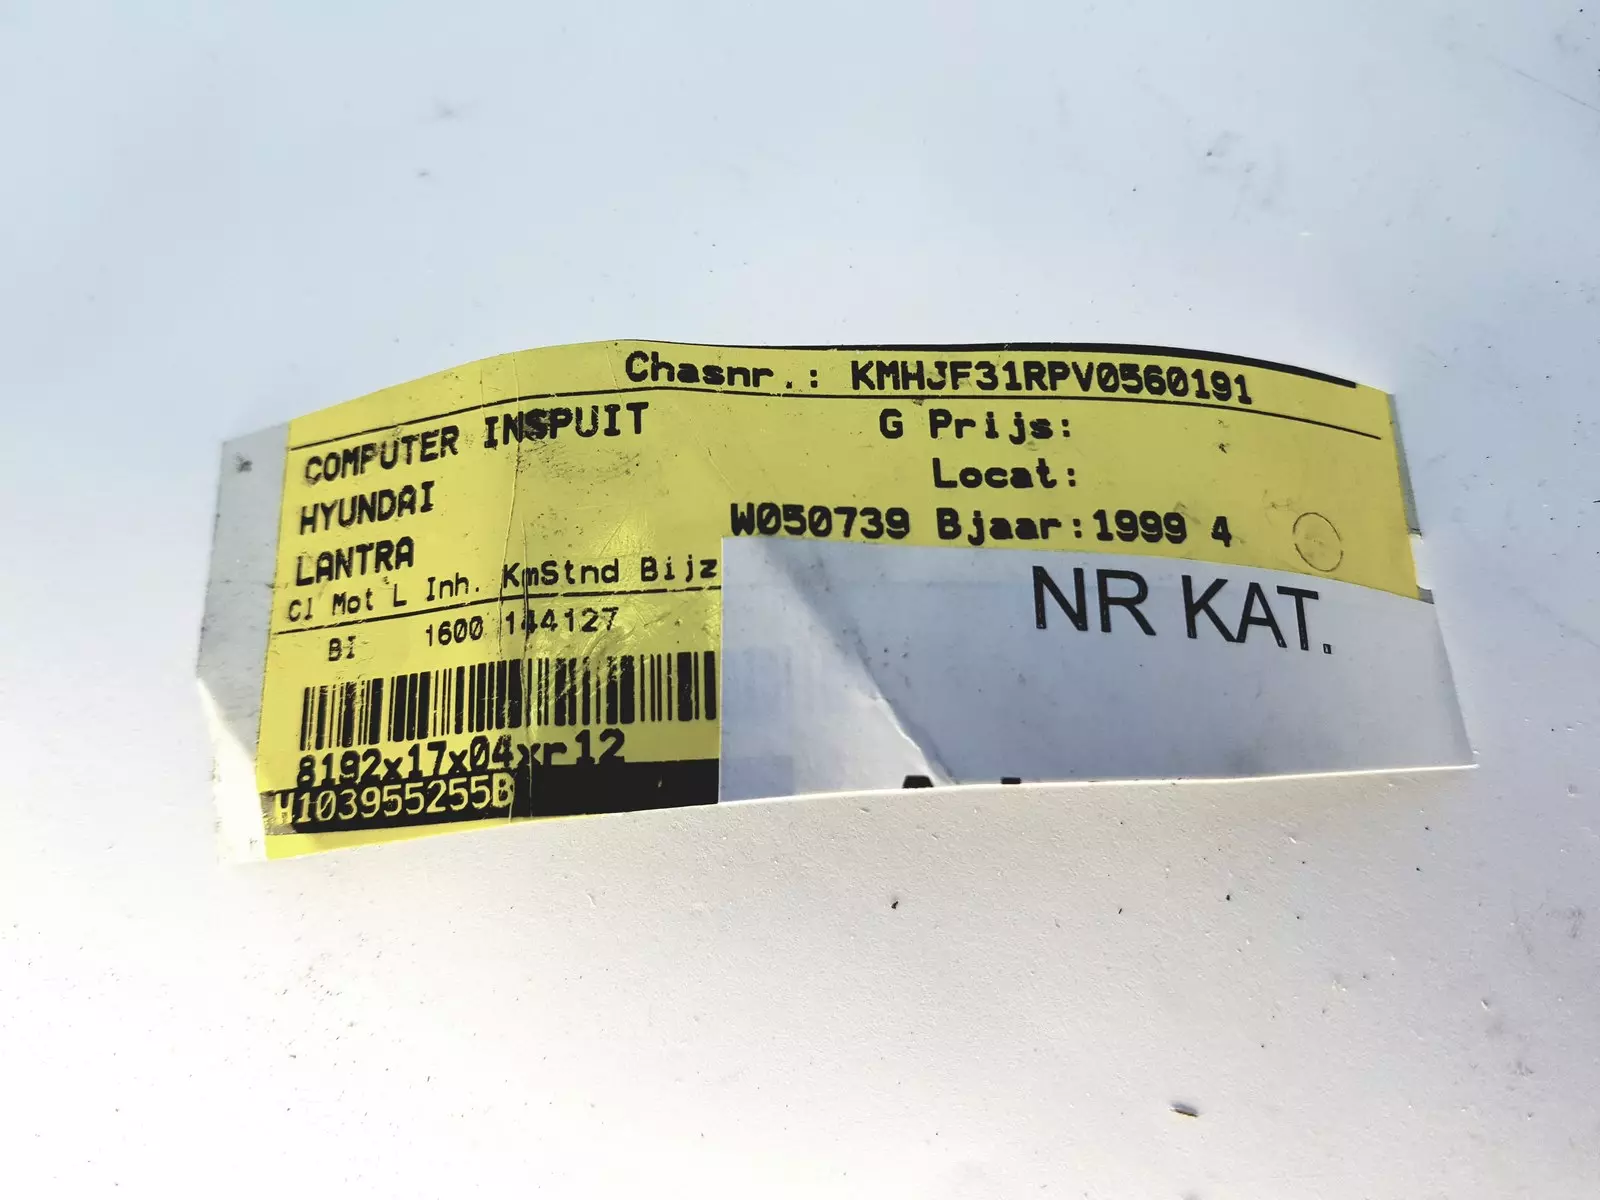 Chasnr.: KMHJF31RPV0560191
COMPUTER INSPUIT
G Prijs:
HYUNDAI
Locat:
LANTRA
W050739 Bjaar:1999 4
Cl Mot L Inh. KmStnd Bijz
BI 1600 144127
NR KAT.
8192x17x04xr12
H103955255B